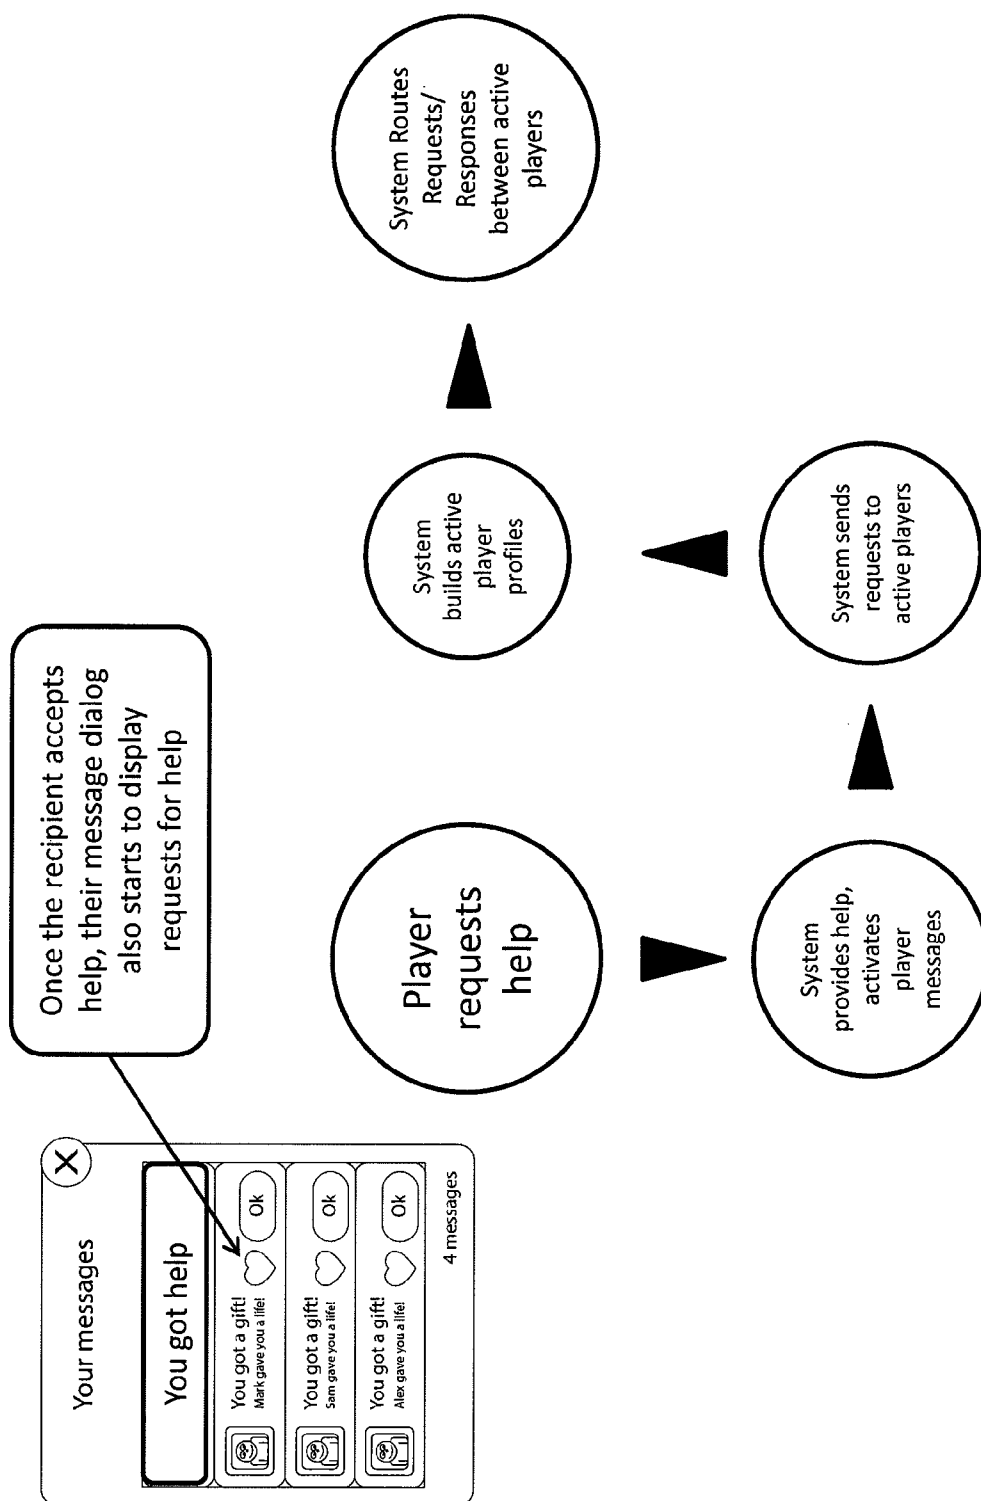 Your messages
X
You got help
You got a gift!
Mark gave you a life!
Ok
You got a gift!
Sam gave you a life!
Ok
You got a gift!
Alex gave you a life!
Ok
4 messages
Once the recipient accepts
help, their message dialog
also starts to display
requests for help
Player
requests
help
System
provides help,
activates
player
messages
System sends
requests to
active players
System
builds active
player
profiles
System Routes
Requests/
Responses
between active
players